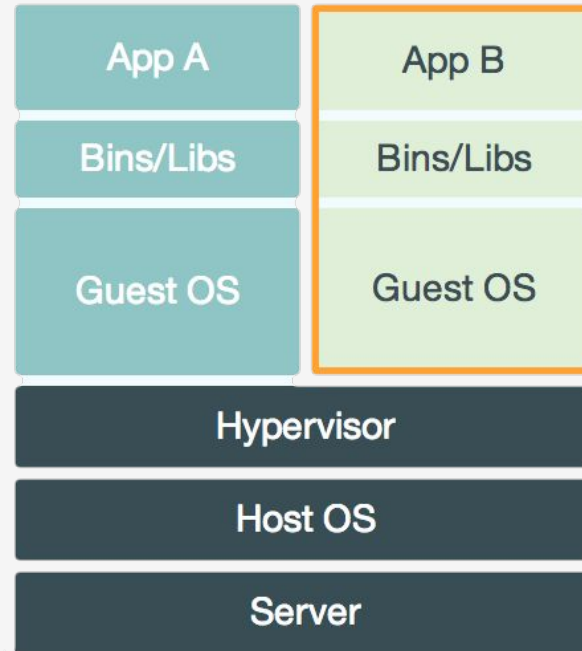 App A
App B
Bins/Libs
Bins/Libs
Guest OS
Guest OS
Hypervisor
Host OS
Server